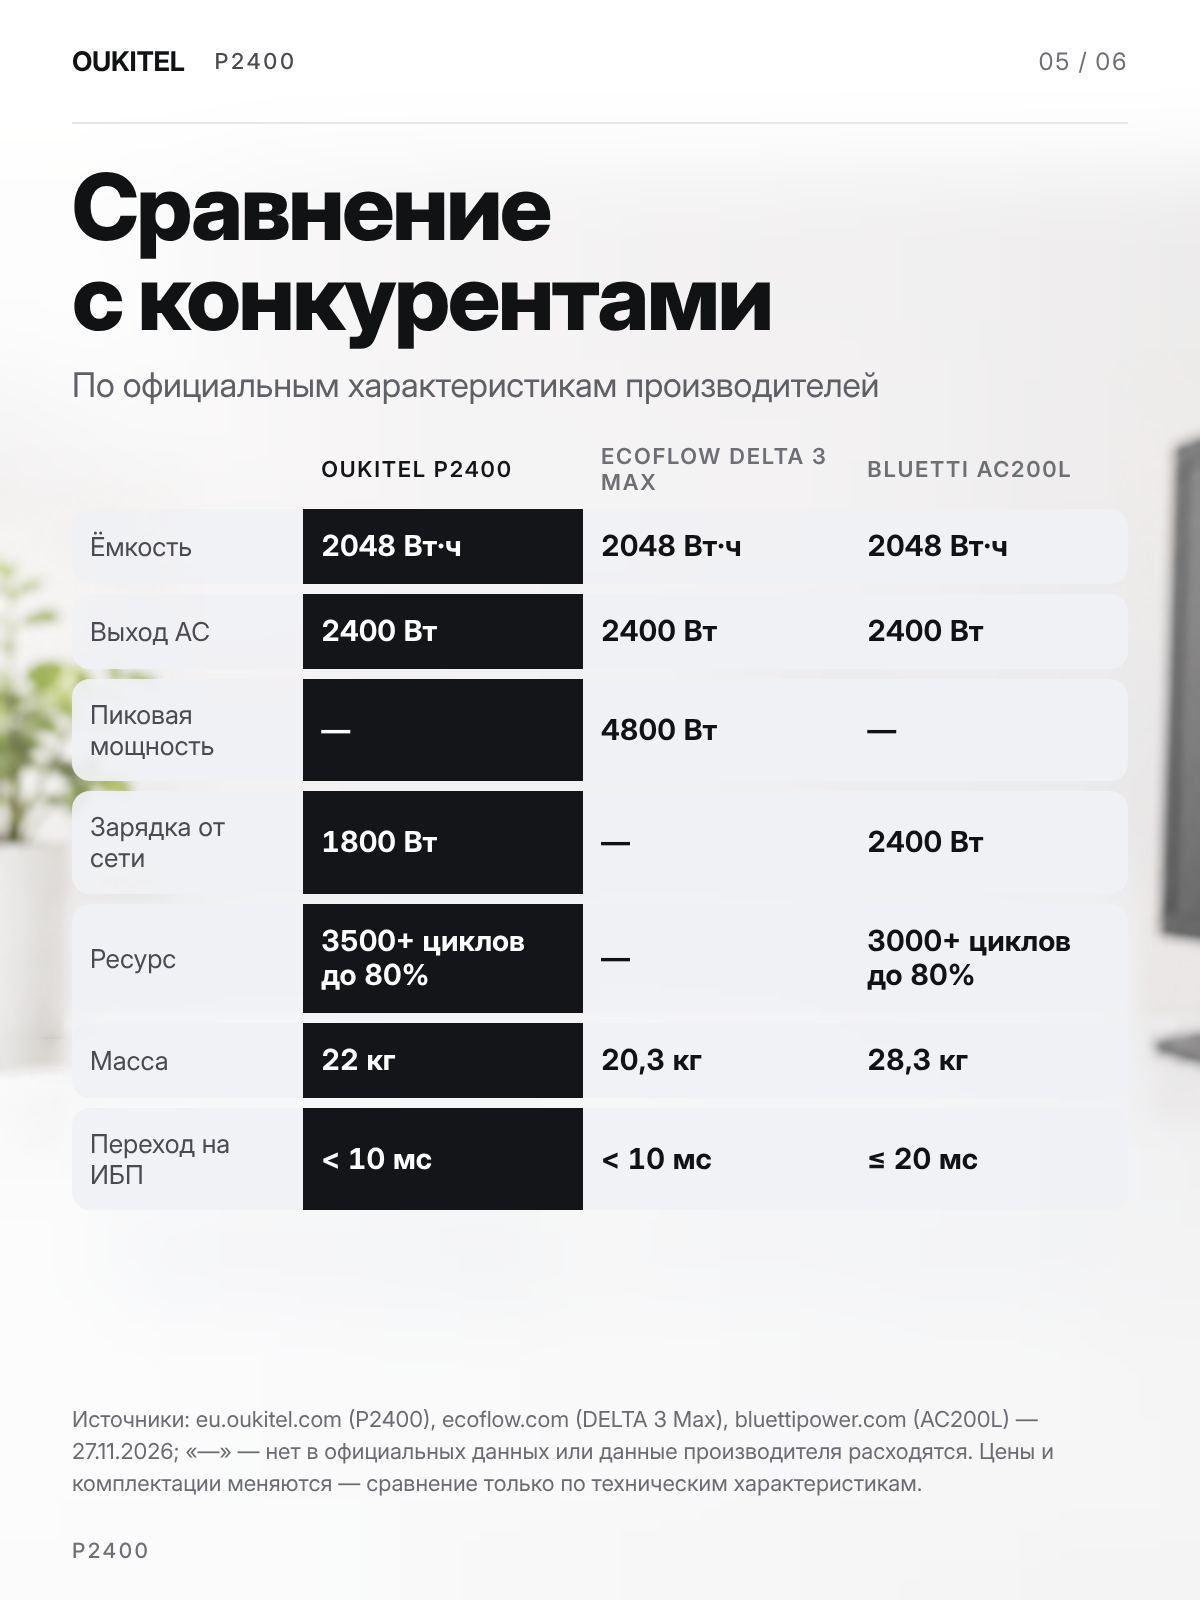 OUKITEL P2400 05 / 06
Сравнение
с конкурентами
По официальным характеристикам производителей
OUKITEL P2400 ECOFLOW DELTA 3 MAX BLUETTI AC200L
Ёмкость 2048 Вт·ч 2048 Вт·ч 2048 Вт·ч
Выход AC 2400 Вт 2400 Вт 2400 Вт
Пиковая мощность — 4800 Вт —
Зарядка от сети 1800 Вт — 2400 Вт
Ресурс 3500+ циклов до 80% — 3000+ циклов до 80%
Масса 22 кг 20,3 кг 28,3 кг
Переход на ИБП < 10 мс < 10 мс ≤ 20 мс
Источники: eu.oukitel.com (P2400), ecoflow.com (DELTA 3 Max), bluettipower.com (AC200L) —
27.11.2026; «—» — нет в официальных данных или данные производителя расходятся. Цены и
комплектации меняются — сравнение только по техническим характеристикам.
P2400